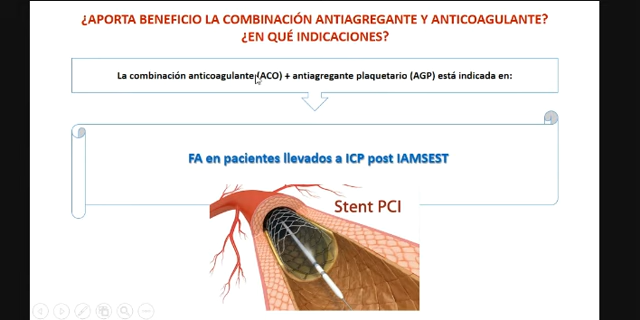 ¿APORTA BENEFICIO LA COMBINACIÓN ANTIAGREGANTE Y ANTICOAGULANTE?
¿EN QUÉ INDICACIONES?
La combinación anticoagulante (ACO) + antiagregante plaquetario (AGP) está indicada en:
FA en pacientes llevados a ICP post IAMSEST
Stent PCI